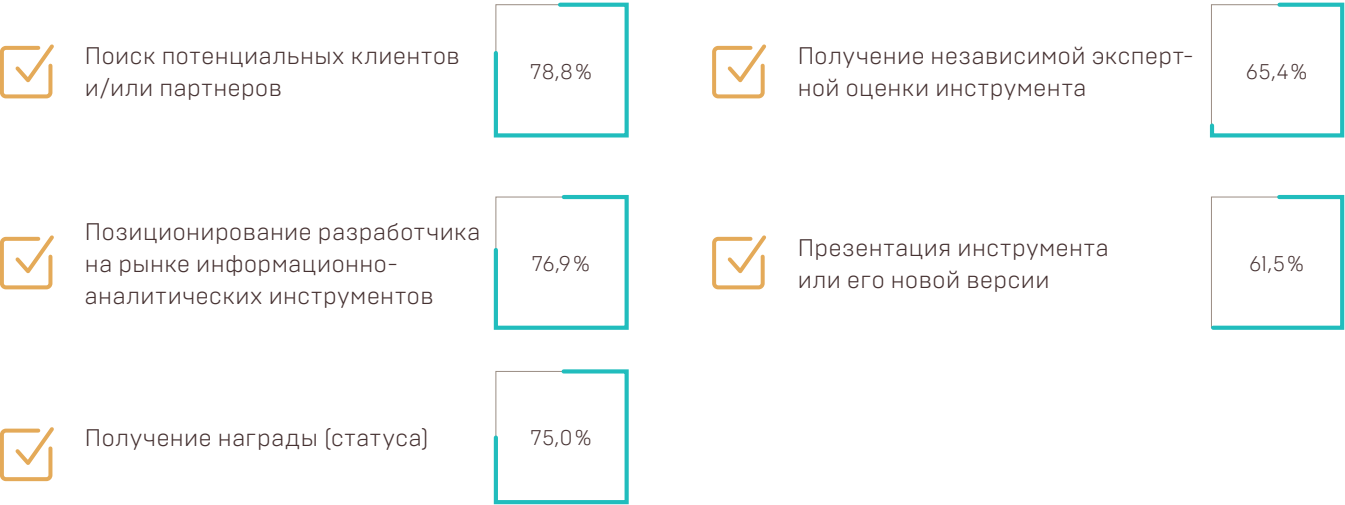 Поиск потенциальных клиентов
и/или партнеров
78,8%
Позиционирование разработчика
на рынке информационно-
аналитических инструментов
76,9%
Получение награды (статуса)
75,0%
Получение независимой эксперт-
ной оценки инструмента
65,4%
Презентация инструмента
или его новой версии
61,5%